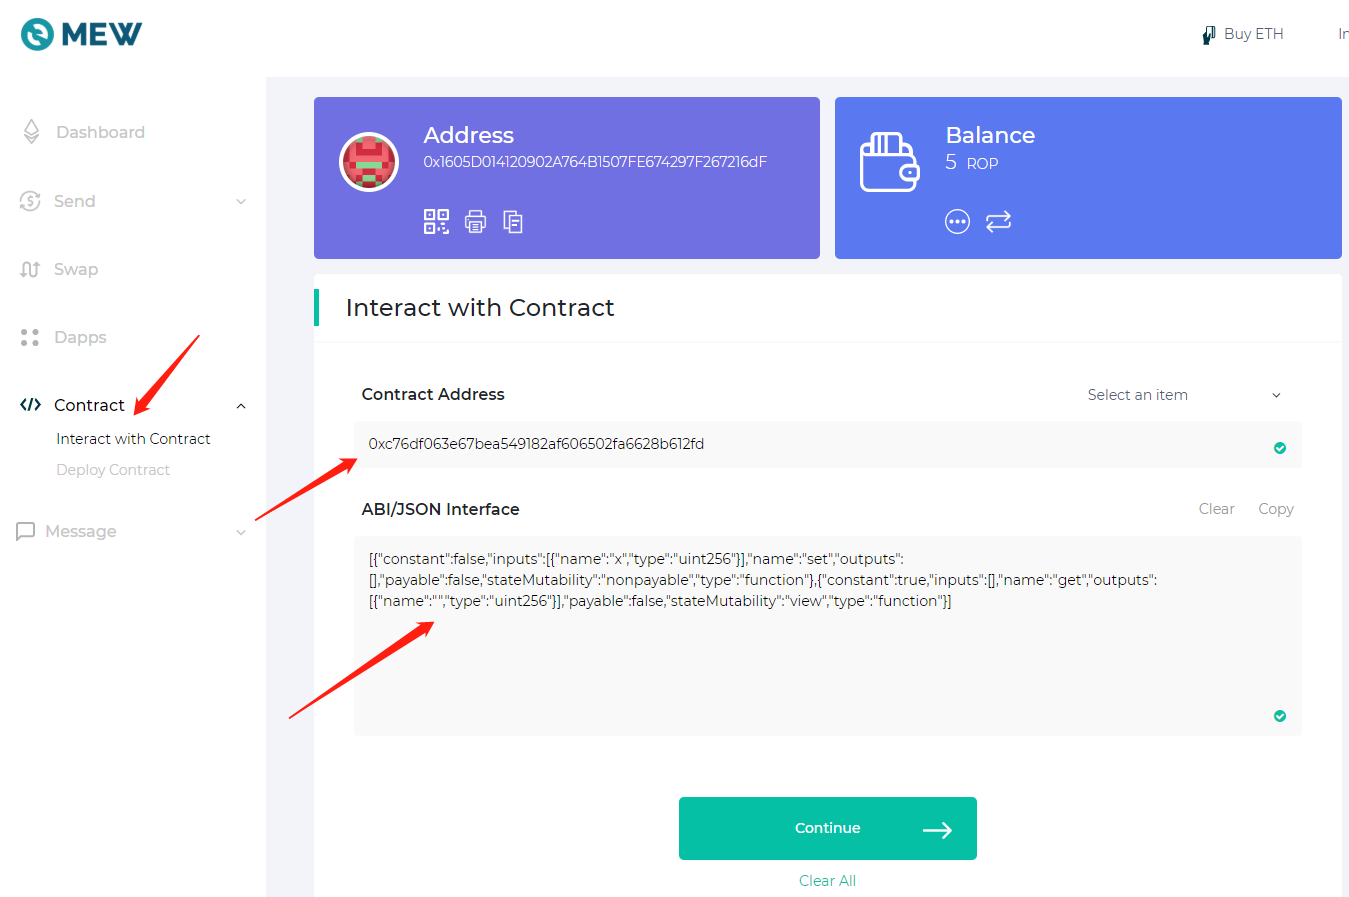 MEW
Buy ETH
In
Dashboard
Send
Swap
Dapps
Contract
Interact with Contract
Deploy Contract
Message
Address
0x1605D014120902A764B1507FE674297F267216dF
Balance
5 ROP
Interact with Contract
Contract Address
Select an item
0xc76df063e67bea549182af606502fa6628b612fd
ABI/JSON Interface
Clear
Copy
[{"constant":false,"inputs":[{"name":"x","type":"uint256"}],"name":"set","outputs":
[],"payable":false,"stateMutability":"nonpayable","type":"function"},{"constant":true,"inputs":[],"name":"get","outputs":
[{"name":"","type":"uint256"}],"payable":false,"stateMutability":"view","type":"function"}]
Continue
Clear All